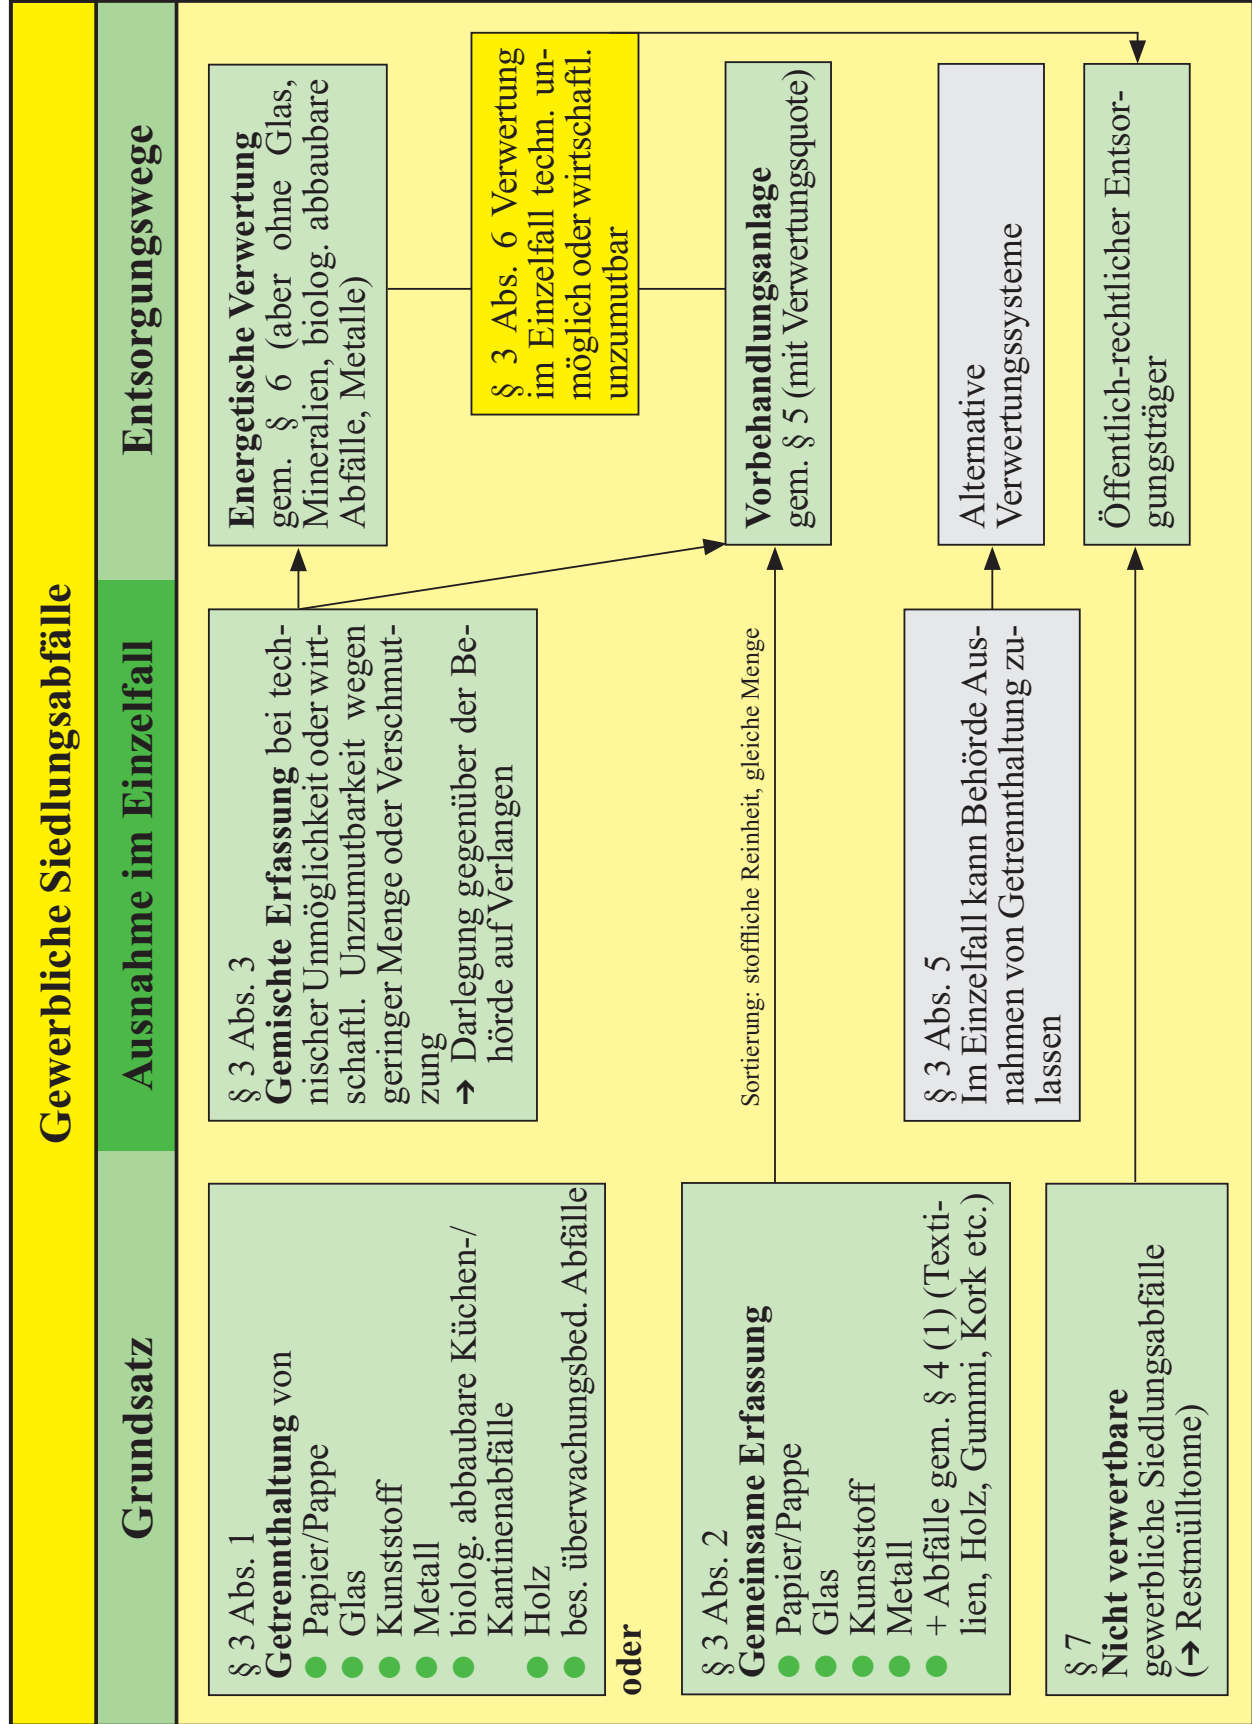 Gewerbliche Siedlungsabfälle
Grundsatz
Ausnahme im Einzelfall
Entsorgungswege
§ 3 Abs. 1
Getrennthaltung von
Papier/Pappe
Glas
Kunststoff
Metall
biolog. abbaubare Küchen-/
Kantinenabfälle
Holz
bes. überwachungsbed. Abfälle
oder
§ 3 Abs. 2
Gemeinsame Erfassung
Papier/Pappe
Glas
Kunststoff
Metall
+ Abfälle gem. § 4 (1) (Texti-
lien, Holz, Gummi, Kork etc.)
§ 7
Nicht verwertbare
gewerbliche Siedlungsabfälle
(➔ Restmülltonne)
§ 3 Abs. 3
Gemischte Erfassung bei tech-
nischer Unmöglichkeit oder wirt-
schaftl. Unzumutbarkeit wegen
geringer Menge oder Verschmut-
zung
➔ Darlegung gegenüber der Be-
hörde auf Verlangen
Sortierung: stoffliche Reinheit, gleiche Menge
§ 3 Abs. 5
Im Einzelfall kann Behörde Aus-
nahmen von Getrennthaltung zu-
lassen
Energetische Verwertung
gem. § 6 (aber ohne Glas,
Mineralien, biolog. abbaubare
Abfälle, Metalle)
§ 3 Abs. 6 Verwertung
im Einzelfall techn. un-
möglich oder wirtschaftl.
unzumutbar
Vorbehandlungsanlage
gem. § 5 (mit Verwertungsquote)
Alternative
Verwertungssysteme
Öffentlich-rechtlicher Entsor-
gungsträger